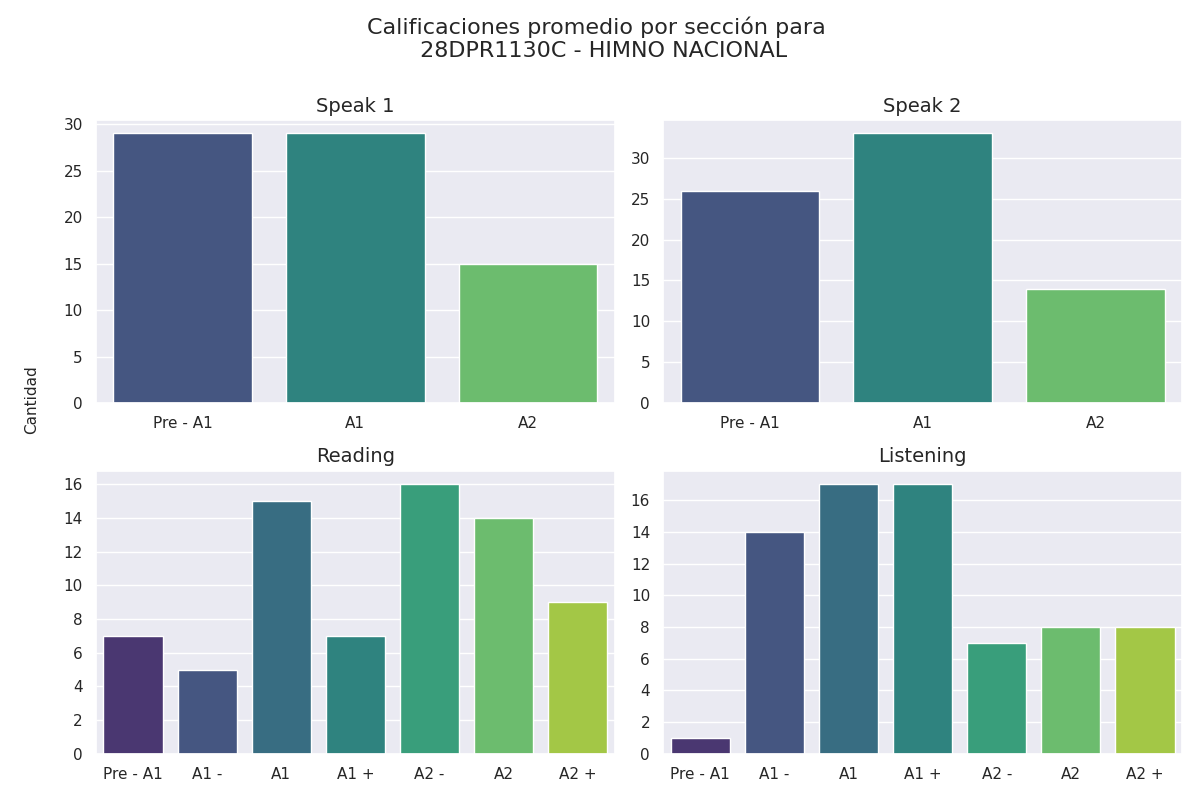 Calificaciones promedio por sección para
28DPR1130C - HIMNO NACIONAL
Cantidad
Speak 1
30
25
20
15
10
5
0
Pre - A1 A1 A2
Speak 2
30
25
20
15
10
5
0
Pre - A1 A1 A2
Reading
16
14
12
10
8
6
4
2
0
Pre - A1 A1 - A1 A1 + A2 - A2 A2 +
Listening
16
14
12
10
8
6
4
2
0
Pre - A1 A1 - A1 A1 + A2 - A2 A2 +